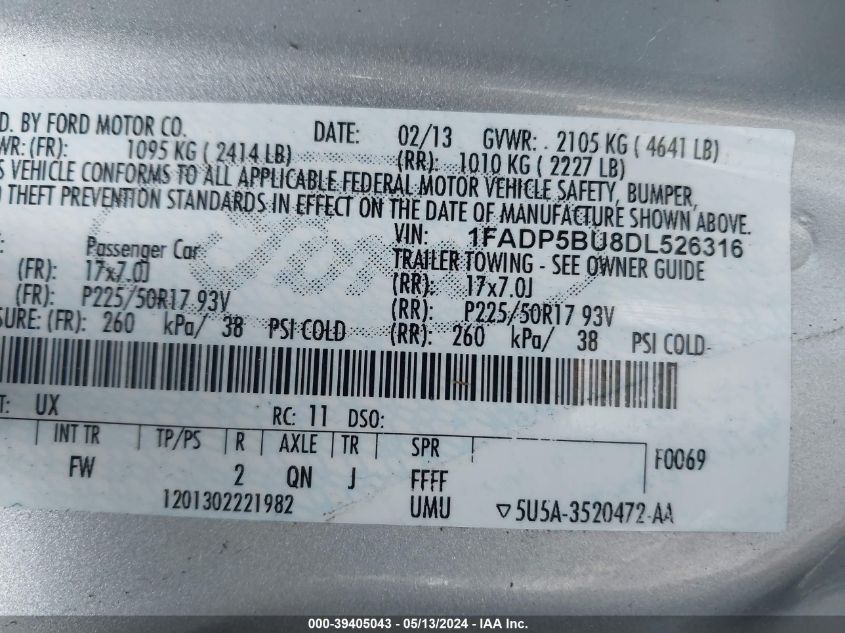 D. BY FORD MOTOR CO. DATE: 02/13 GVWR: 2105 KG ( 4641 LB)
WR: (FR): 1095 KG ( 2414 LB) (RR): 1010 KG ( 2227 LB)
S VEHICLE CONFORMS TO ALL APPLICABLE FEDERAL MOTOR VEHICLE SAFETY, BUMPER,
THEFT PREVENTION STANDARDS IN EFFECT ON THE DATE OF MANUFACTURE SHOWN ABOVE.
VIN: 1FADP5BU8DL526316
Passenger Car TRAILER TOWING - SEE OWNER GUIDE
(FR): 17x7.0J (RR): 17x7.0J
(FR): P225/50R17 93V (RR): P225/50R17 93V
SURE: (FR): 260 kPa/ 38 PSI COLD (RR): 260 kPa/ 38 PSI COLD
T: UX RC: 11 DSO:
INT TR TP/PS R AXLE TR SPR F0069
FW 2 QN J FFFF
1201302221982 UMU ▽5U5A-3520472-AA
Ford
000-39405043 / 05/13/2024 - IAA Inc.